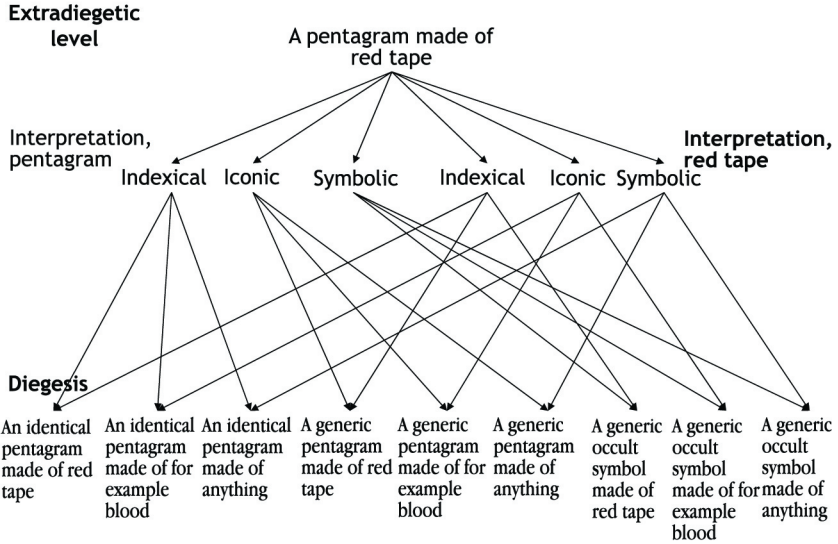 Extradiegetic
level
A pentagram made of
red tape
Interpretation,
pentagram
Interpretation,
red tape
Indexical
Iconic
Symbolic
Indexical
Iconic
Symbolic
Diegesis
An identical
pentagram
made of red
tape
An identical
pentagram
made of for
example
blood
An identical
pentagram
made of
anything
A generic
pentagram
made of red
tape
A generic
pentagram
made of for
example
blood
A generic
pentagram
made of
anything
A generic
occult
symbol
made of
red tape
A generic
occult
symbol
made of for
example
blood
A generic
occult
symbol
made of
anything